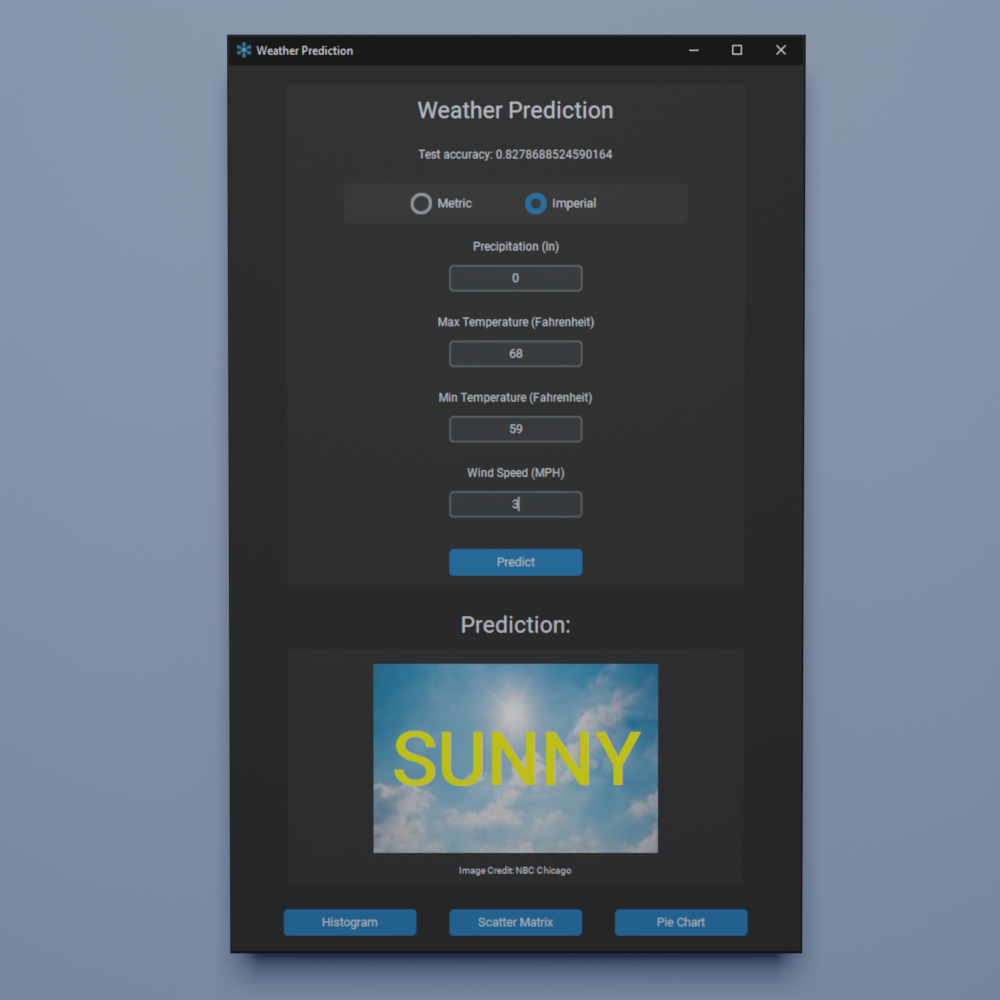 Weather Prediction
Weather Prediction
Test accuracy: 0.8278688524590164
Metric Imperial
Precipitation (In)
0
Max Temperature (Fahrenheit)
68
Min Temperature (Fahrenheit)
59
Wind Speed (MPH)
3
Predict
Prediction:
SUNNY
Image Credit: NBC Chicago
Histogram Scatter Matrix Pie Chart